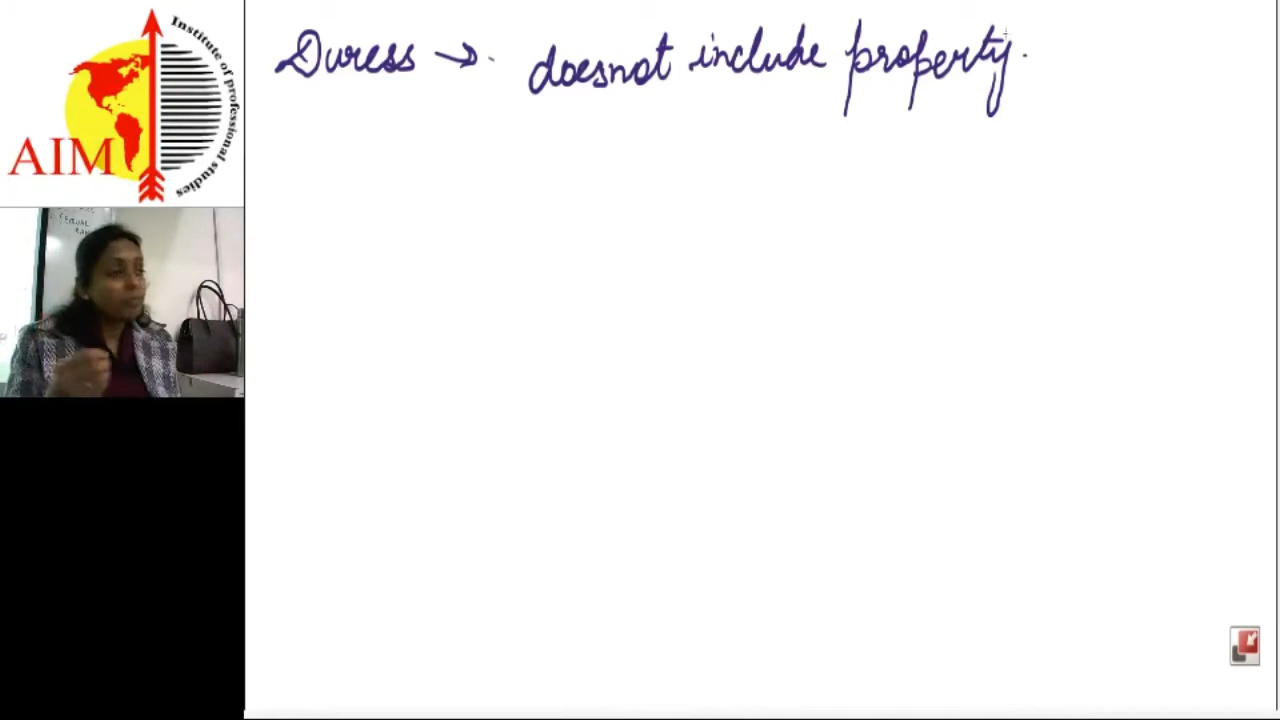 Institute of professional studies
AIM
Duress → doesnot include property.